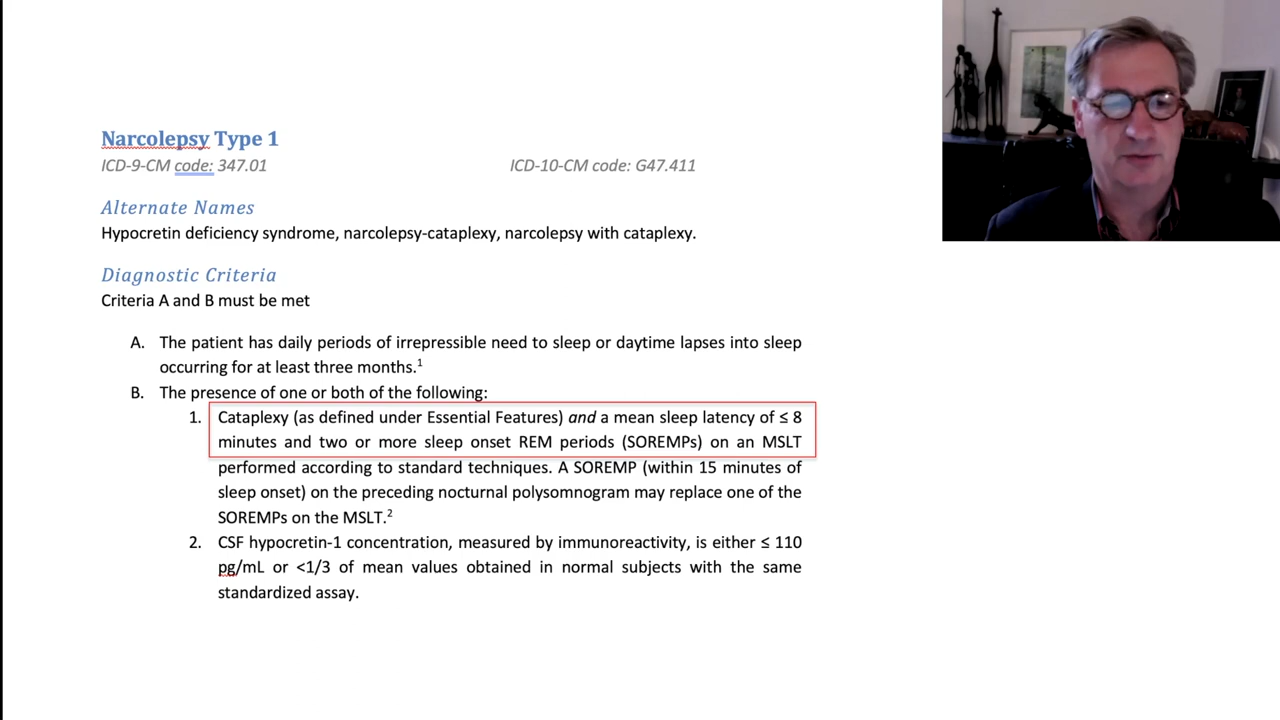 Narcolepsy Type 1
ICD-9-CM code: 347.01 ICD-10-CM code: G47.411
Alternate Names
Hypocretin deficiency syndrome, narcolepsy-cataplexy, narcolepsy with cataplexy.
Diagnostic Criteria
Criteria A and B must be met
A. The patient has daily periods of irrepressible need to sleep or daytime lapses into sleep
occurring for at least three months.¹
B. The presence of one or both of the following:
1. Cataplexy (as defined under Essential Features) and a mean sleep latency of ≤ 8
minutes and two or more sleep onset REM periods (SOREMPs) on an MSLT
performed according to standard techniques. A SOREMP (within 15 minutes of
sleep onset) on the preceding nocturnal polysomnogram may replace one of the
SOREMPs on the MSLT.²
2. CSF hypocretin-1 concentration, measured by immunoreactivity, is either ≤ 110
pg/mL or <1/3 of mean values obtained in normal subjects with the same
standardized assay.